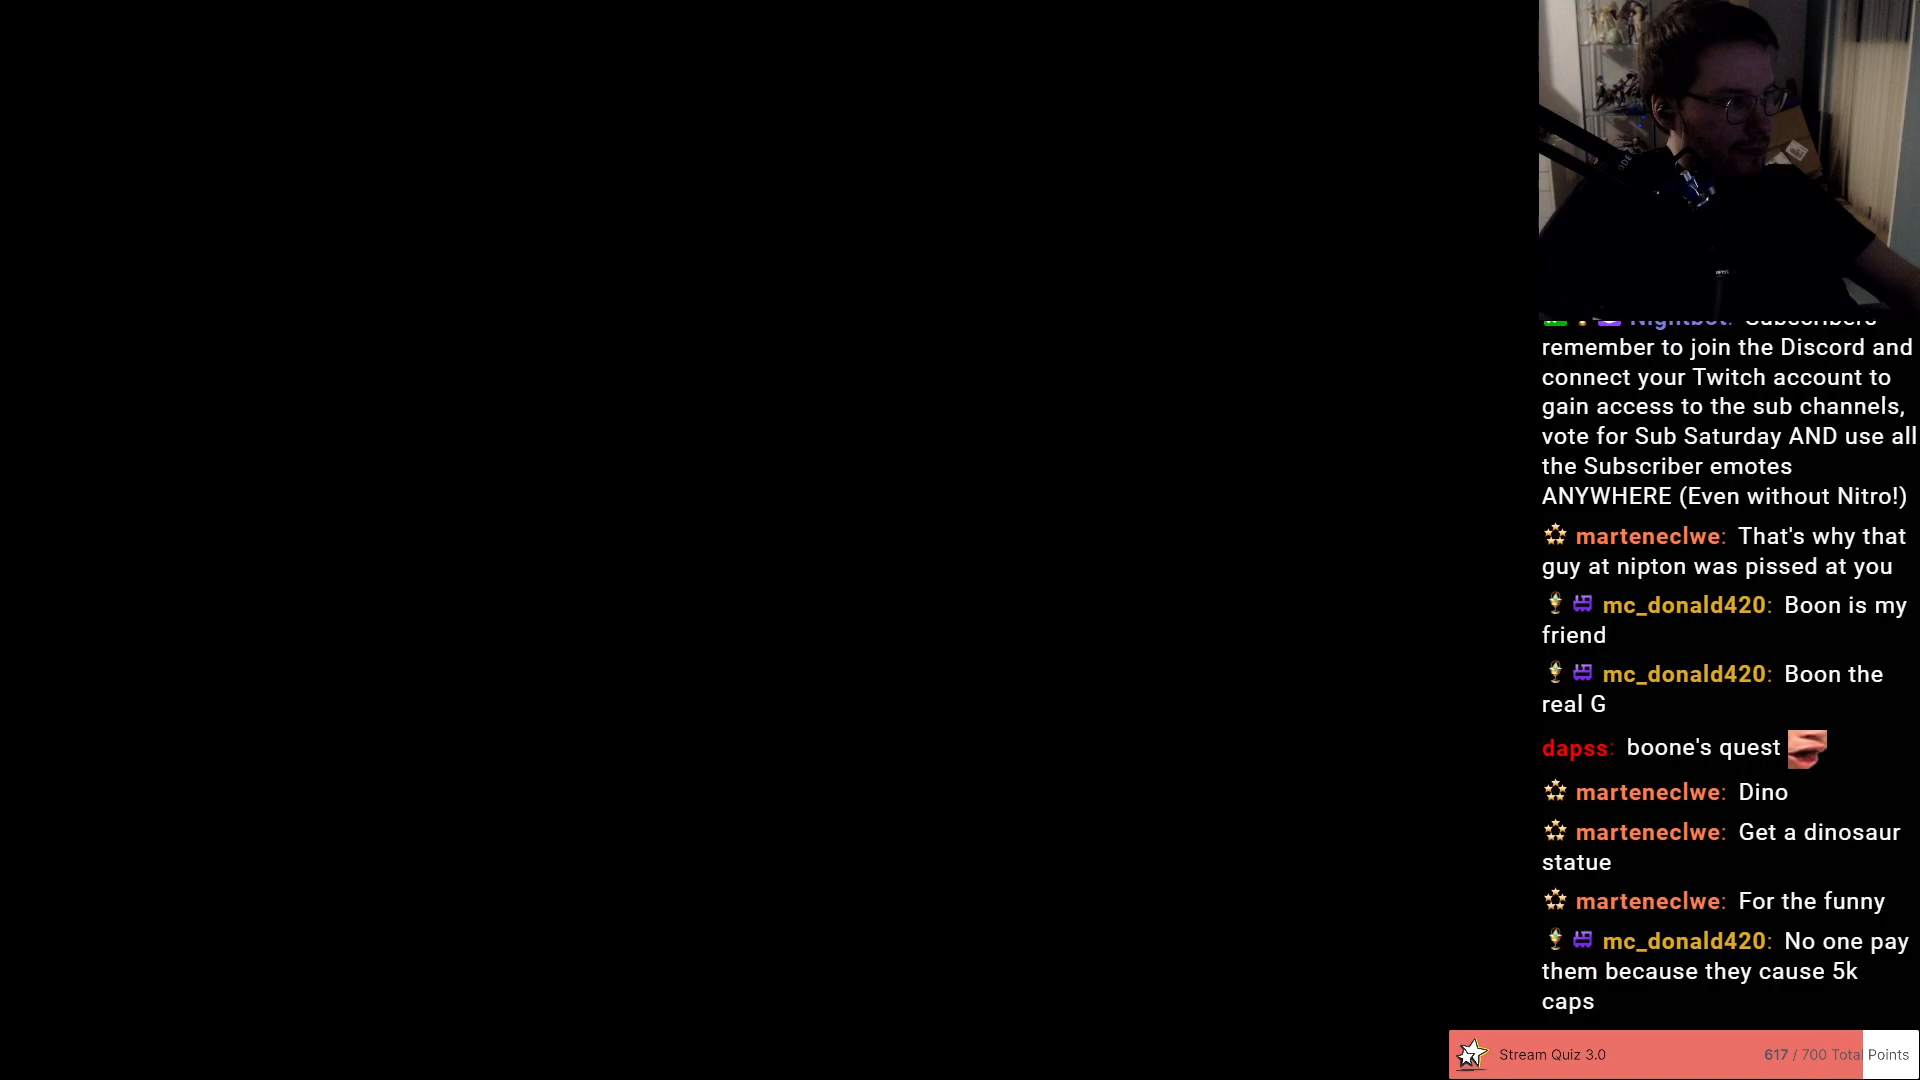 Nightbot: Subscribers
remember to join the Discord and
connect your Twitch account to
gain access to the sub channels,
vote for Sub Saturday AND use all
the Subscriber emotes
ANYWHERE (Even without Nitro!)
marteneclwe: That's why that
guy at nipton was pissed at you
mc_donald420: Boon is my
friend
mc_donald420: Boon the
real G
dapss: boone's quest
marteneclwe: Dino
marteneclwe: Get a dinosaur
statue
marteneclwe: For the funny
mc_donald420: No one pay
them because they cause 5k
caps
Stream Quiz 3.0 617 / 700 Total Points